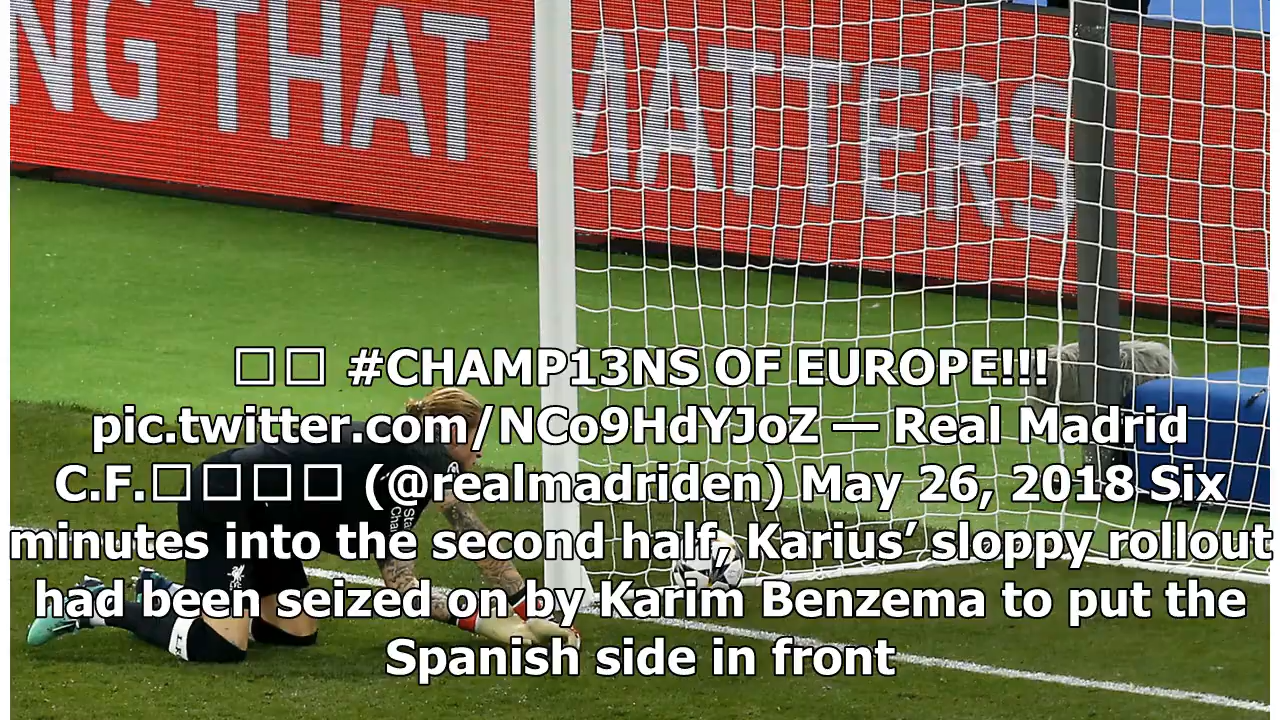 NG THAT MATTERS
□□ #CHAMP13NS OF EUROPE!!!
pic.twitter.com/NCo9HdYJoZ — Real Madrid
C.F.□□□□ (@realmadriden) May 26, 2018 Six
minutes into the second half, Karius’ sloppy rollout
had been seized on by Karim Benzema to put the
Spanish side in front